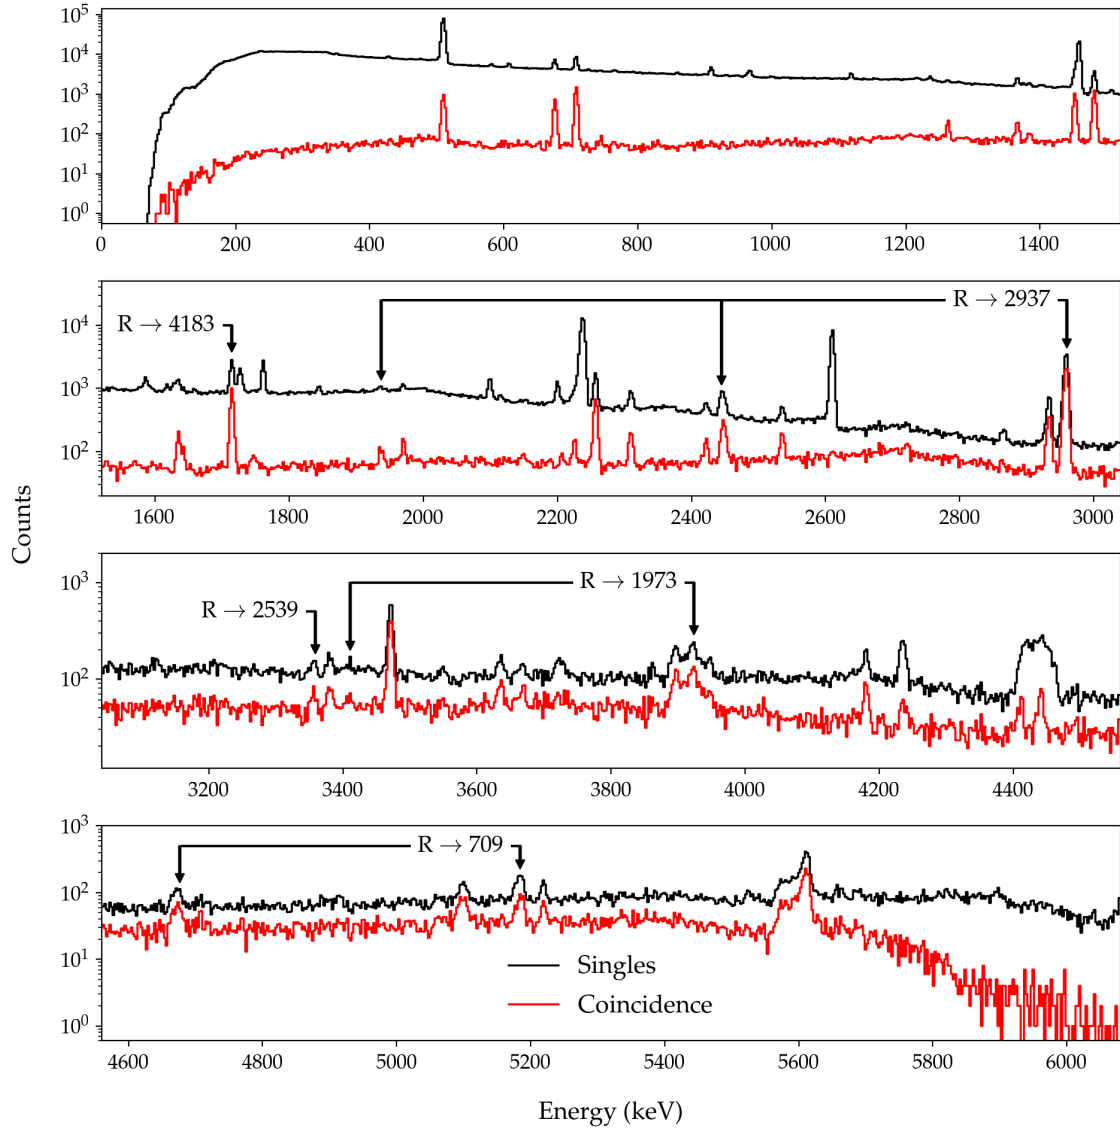 10⁵
10⁴
10³
10²
10¹
10⁰
0 200 400 600 800 1000 1200 1400
R → 4183
R → 2937
10⁴
10³
10²
1600 1800 2000 2200 2400 2600 2800 3000
Counts
R → 2539
R → 1973
10³
10²
3200 3400 3600 3800 4000 4200 4400
R → 709
10³
10²
10¹
10⁰
Singles
Coincidence
4600 4800 5000 5200 5400 5600 5800 6000
Energy (keV)